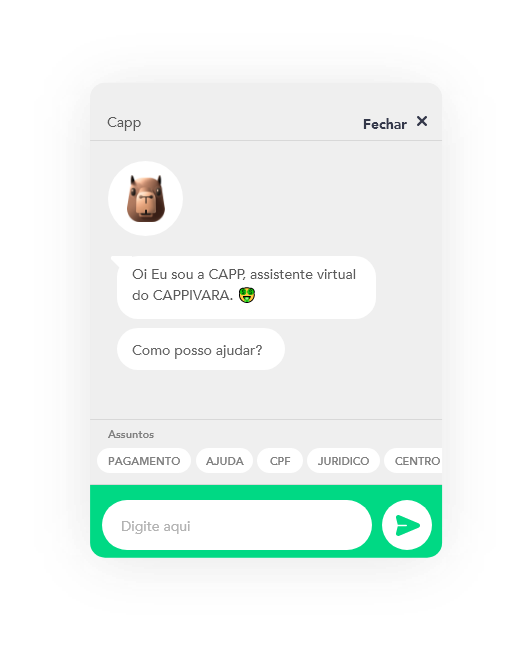 Capp
Fechar ✕
Oi Eu sou a CAPP, assistente virtual
do CAPPIVARA. 🤑
Como posso ajudar?
Assuntos
PAGAMENTO AJUDA CPF JURIDICO CENTRO
Digite aqui